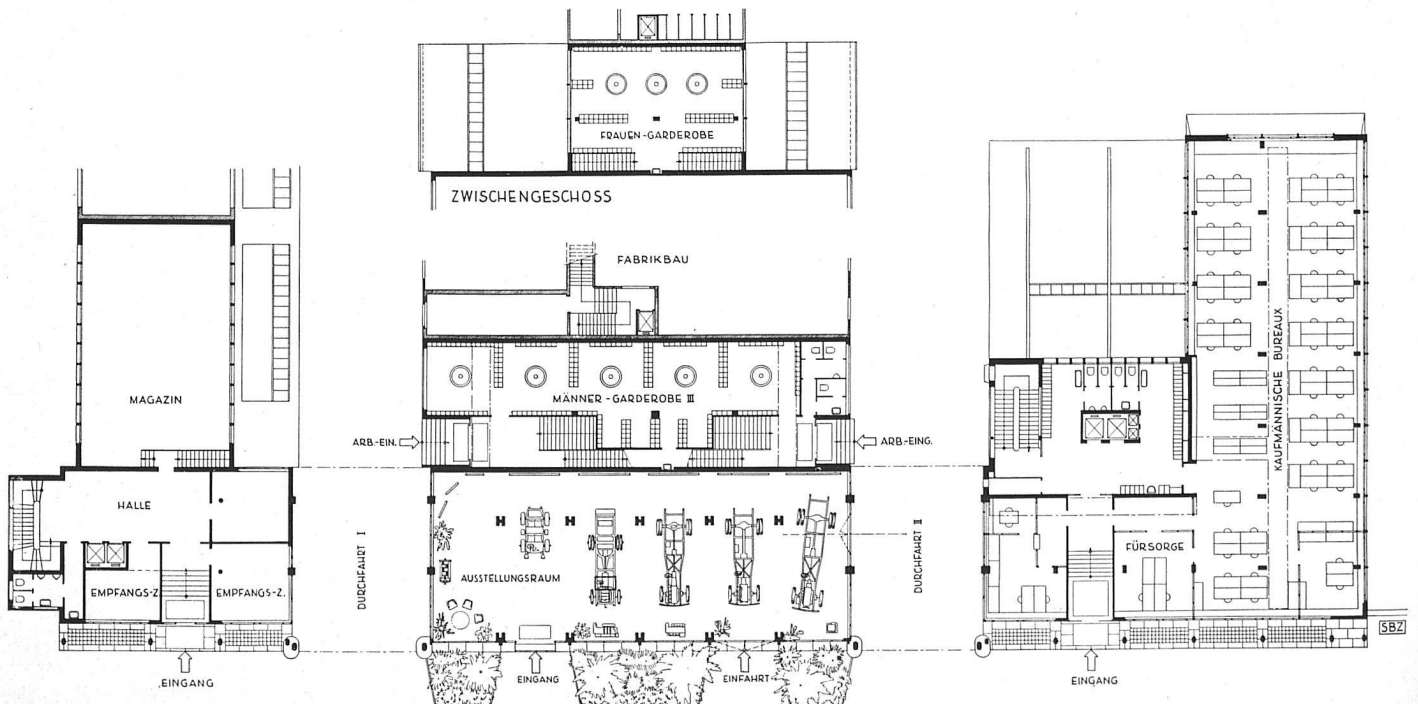 FRAUEN-GARDEROBE
ZWISCHENGESCHOSS
FABRIKBAU
MAGAZIN
MÄNNER-GARDEROBE III
ARB.-EIN.
ARB.-EING.
HALLE
EMPFANGS-Z.
EMPFANGS-Z.
DURCHFAHRT I
AUSSTELLUNGSRAUM
DURCHFAHRT II
FÜRSORGE
KAUFMÄNNISCHE BUREAUX
SBZ
EINGANG
EINGANG
EINFAHRT
EINGANG